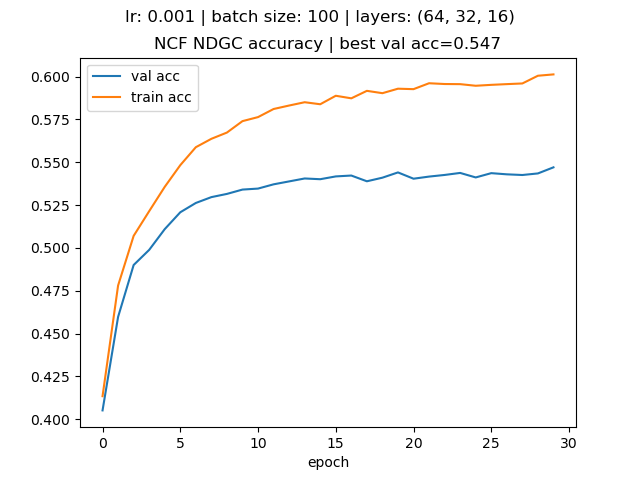 lr: 0.001 | batch size: 100 | layers: (64, 32, 16)
NCF NDGC accuracy | best val acc=0.547
val acc
train acc
0.600
0.575
0.550
0.525
0.500
0.475
0.450
0.425
0.400
0 5 10 15 20 25 30
epoch